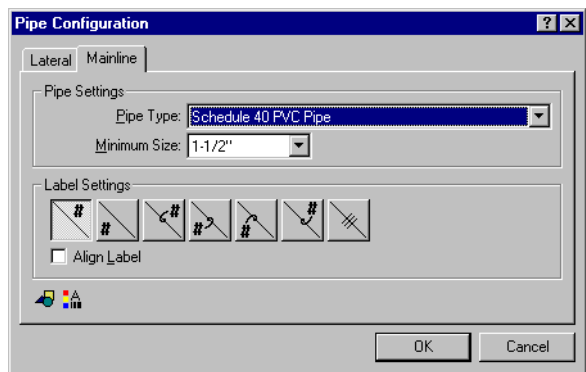 Pipe Configuration
Lateral Mainline
Pipe Settings
Pipe Type: Schedule 40 PVC Pipe
Minimum Size: 1-1/2"
Label Settings
# # # # # #
Align Label
A
OK Cancel